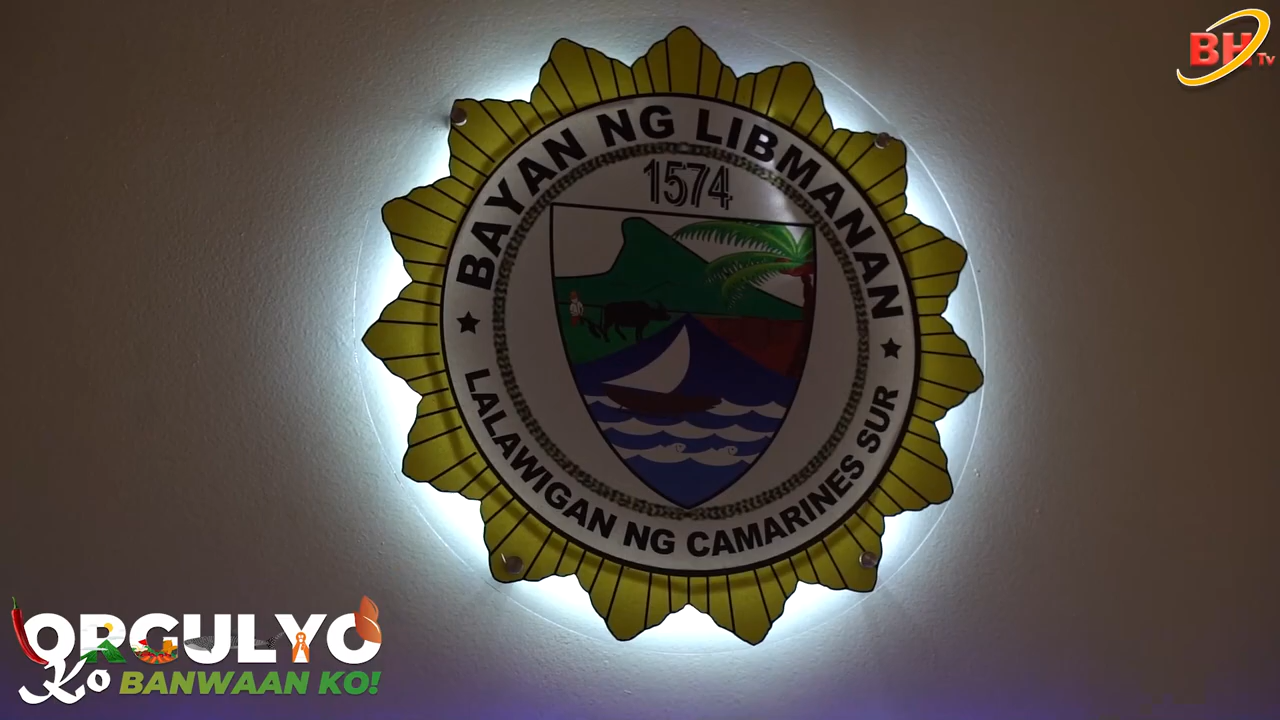 BH Tv
BAYAN NG LIBMANAN
1574
LALAWIGAN NG CAMARINES SUR
ORGULYO
Ko BANWAAN KO!